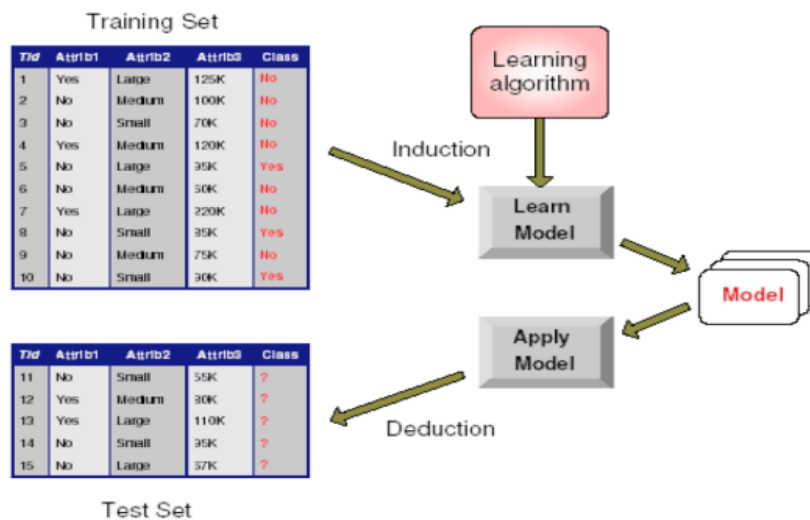 Training Set
Tid Attrib1 Attrib2 Attrib3 Class
1 Yes Large 125K No
2 No Medium 100K No
3 No Small 70K No
4 Yes Medium 120K No
5 No Large 95K Yes
6 No Medium 60K No
7 Yes Large 220K No
8 No Small 85K Yes
9 No Medium 75K No
10 No Small 90K Yes
Learning
algorithm
Induction
Learn
Model
Model
Apply
Model
Deduction
Tid Attrib1 Attrib2 Attrib3 Class
11 No Small 55K ?
12 Yes Medium 80K ?
13 Yes Large 110K ?
14 No Small 95K ?
15 No Large 67K ?
Test Set